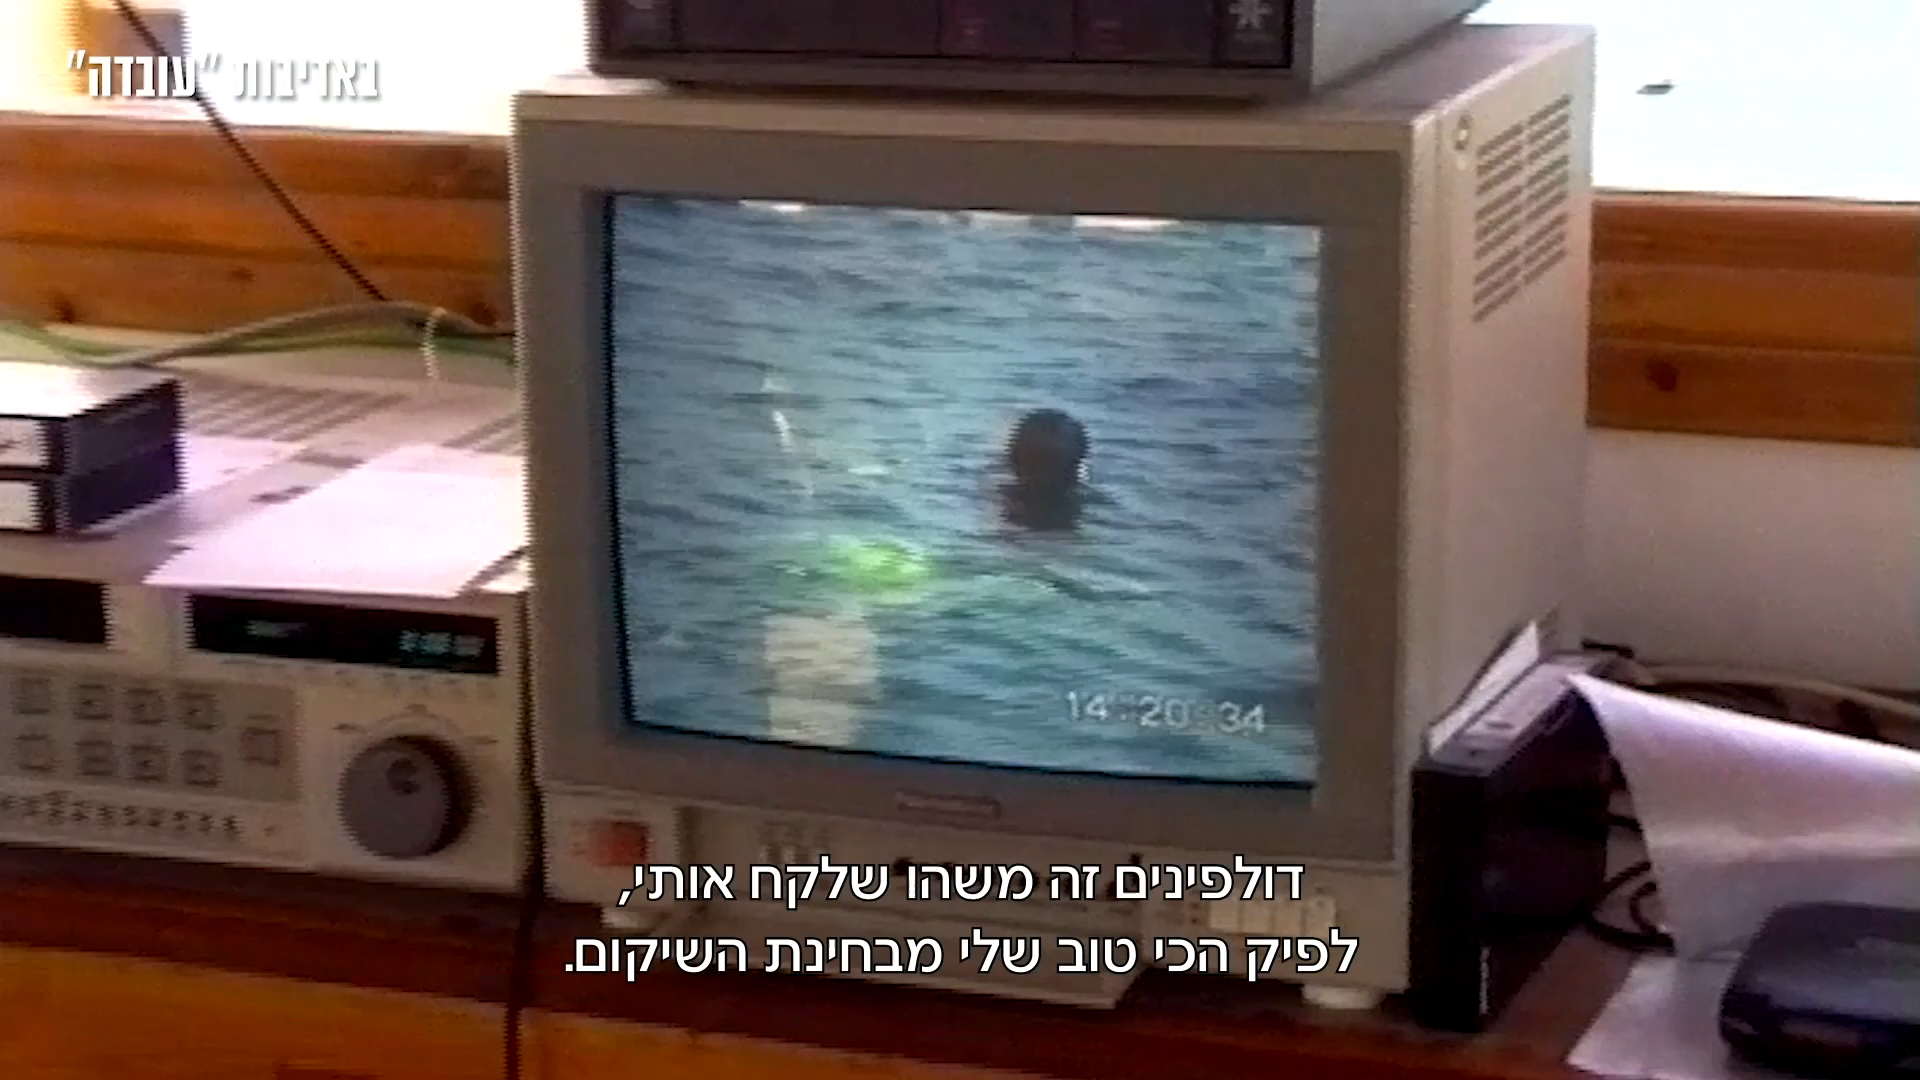 באדיבות "עובדה"
14:20:34
דולפינים זה משהו שלקח אותי,
לפיק הכי טוב שלי מבחינת השיקום.